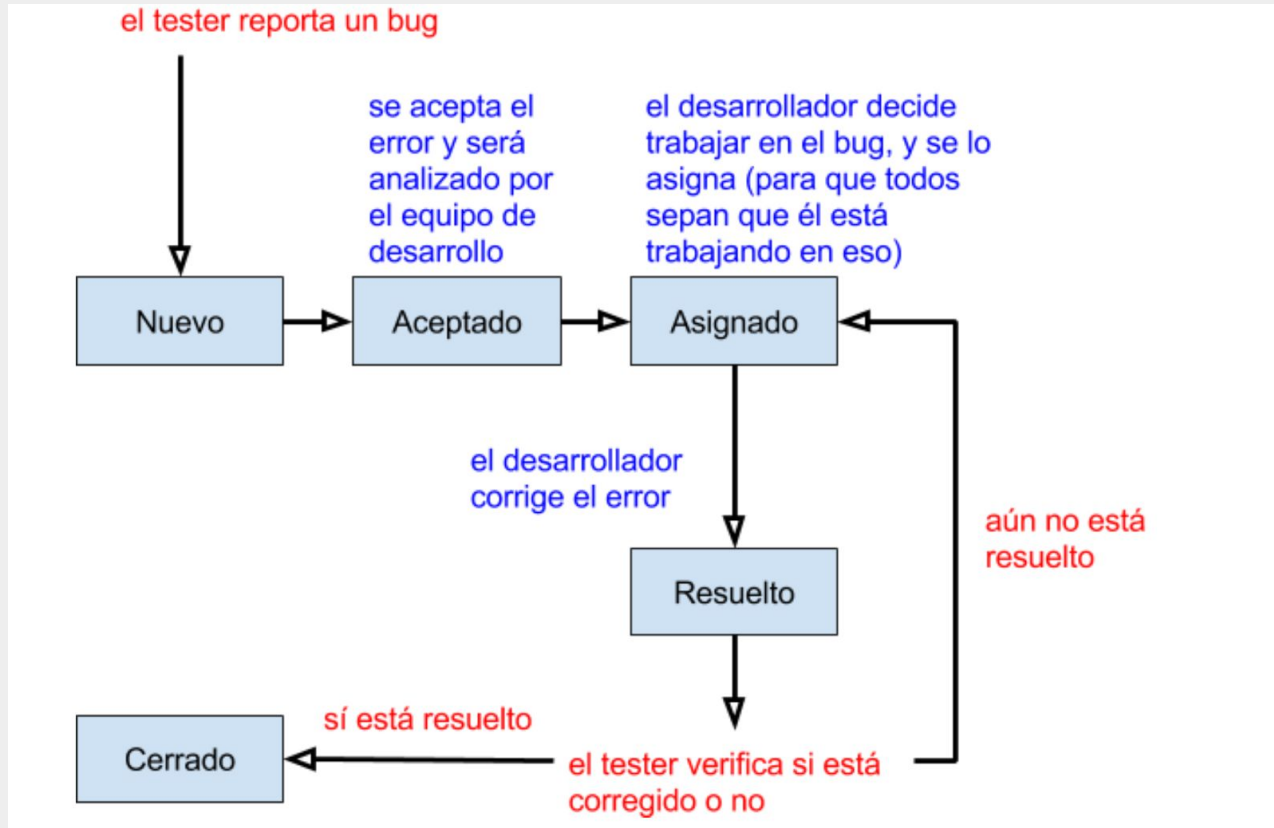 el tester reporta un bug
se acepta el
error y será
analizado por
el equipo de
desarrollo
el desarrollador decide
trabajar en el bug, y se lo
asigna (para que todos
sepan que él está
trabajando en eso)
Nuevo
Aceptado
Asignado
el desarrollador
corrige el error
aún no está
resuelto
Resuelto
sí está resuelto
Cerrado
el tester verifica si está
corregido o no